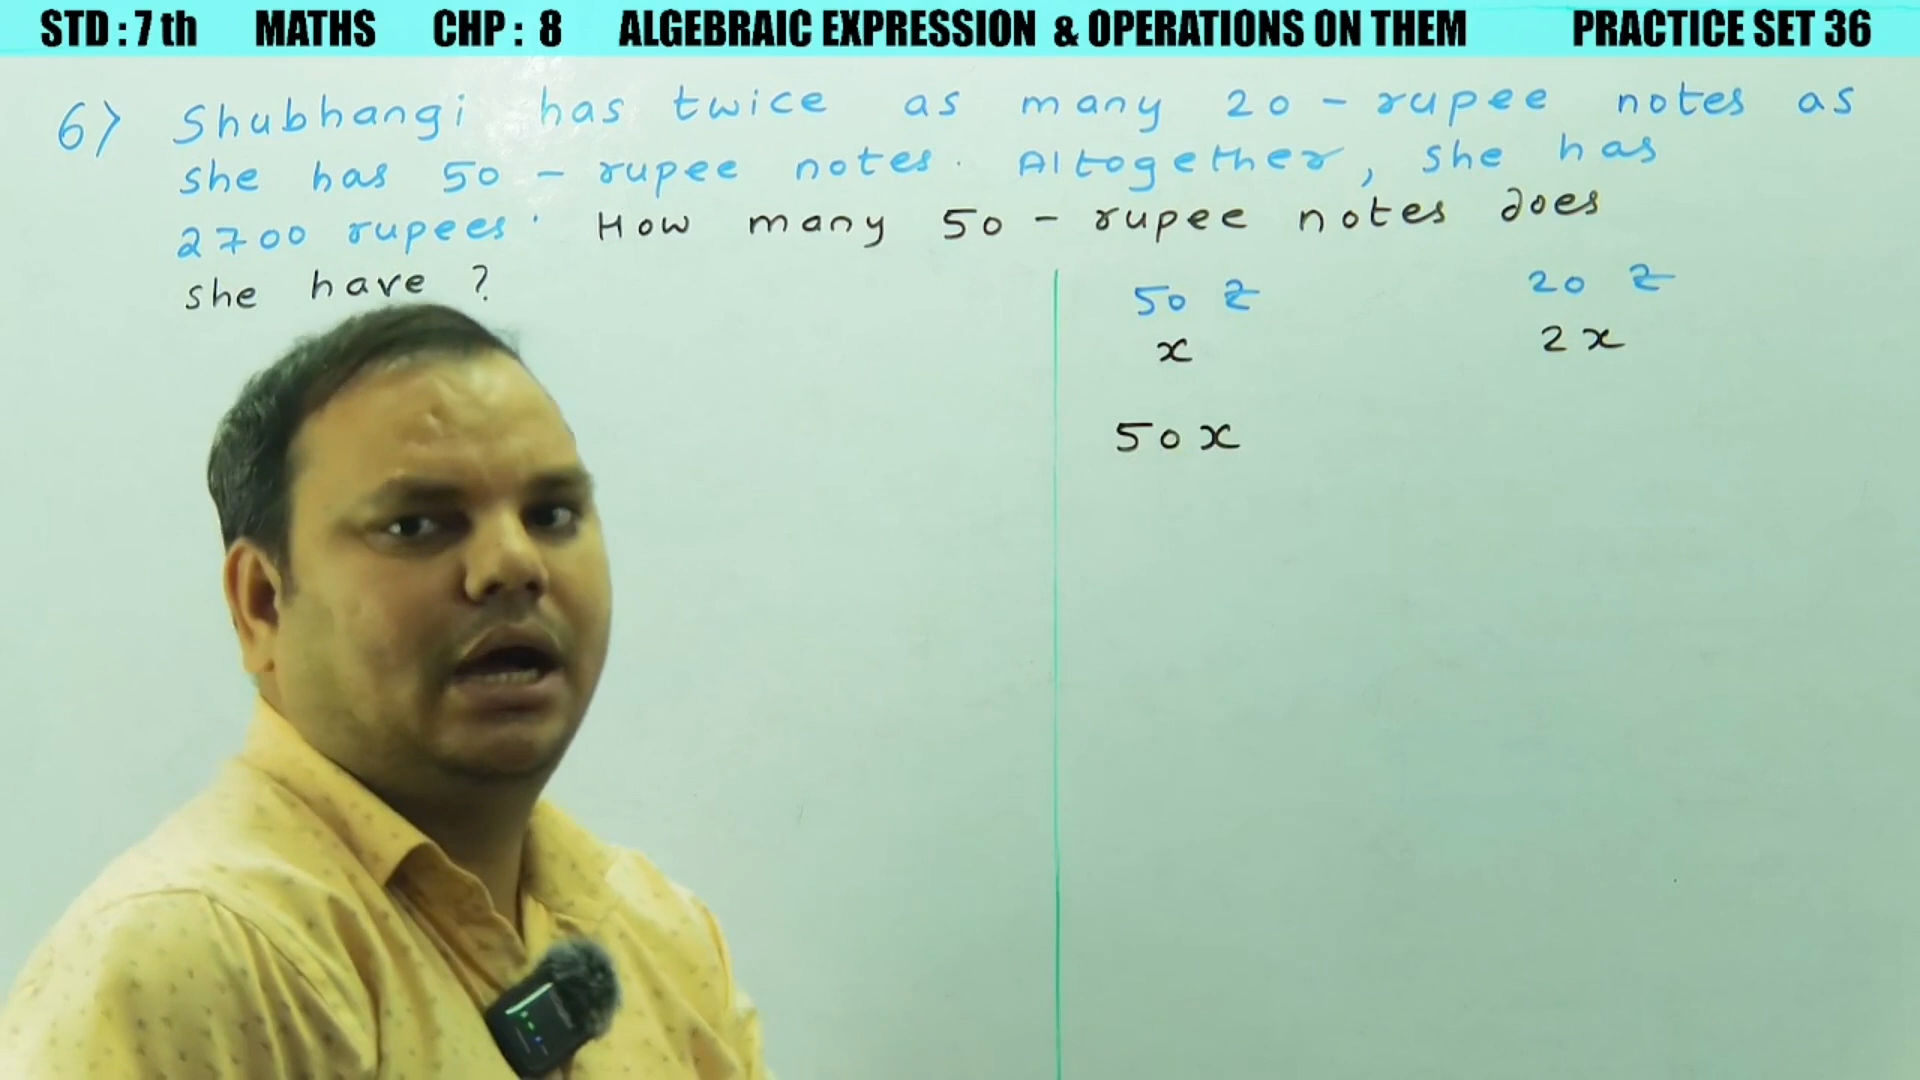 STD : 7 th MATHS CHP : 8 ALGEBRAIC EXPRESSION & OPERATIONS ON THEM PRACTICE SET 36
6) Shubhangi has twice as many 20 - rupee notes as
she has 50 - rupee notes. Altogether, she has
2700 rupees. How many 50 - rupee notes does
she have ?
50 ₹ 20 ₹
x 2x
50x